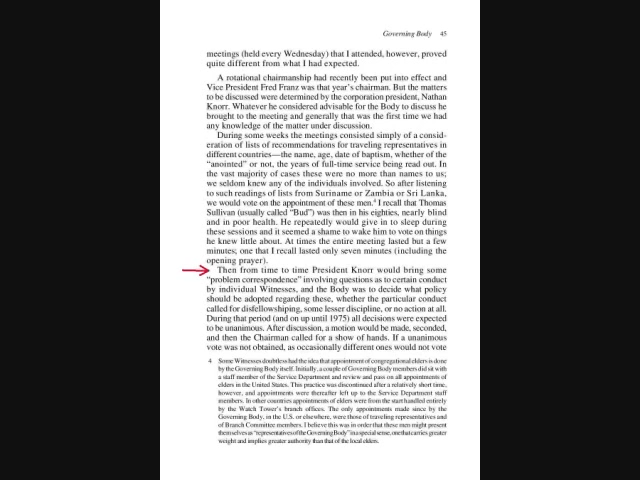 Governing Body 45
meetings (held every Wednesday) that I attended, however, proved
quite different from what I had expected.
A rotational chairmanship had recently been put into effect and
Vice President Fred Franz was that year's chairman. But the matters
to be discussed were determined by the corporation president, Nathan
Knorr. Whatever he considered advisable for the Body to discuss he
brought to the meeting and generally that was the first time we had
any knowledge of the matter under discussion.
During some weeks the meetings consisted simply of a consid-
eration of lists of recommendations for traveling representatives in
different countries—the name, age, date of baptism, whether of the
“anointed” or not, the years of full-time service being read out. In
the vast majority of cases these were no more than names to us;
we seldom knew any of the individuals involved. So after listening
to such readings of lists from Suriname or Zambia or Sri Lanka,
we would vote on the appointment of these men.4 I recall that Thomas
Sullivan (usually called “Bud”) was then in his eighties, nearly blind
and in poor health. He repeatedly would give in to sleep during
these sessions and it seemed a shame to wake him to vote on things
he knew little about. At times the entire meeting lasted but a few
minutes; one that I recall lasted only seven minutes (including the
opening prayer).
Then from time to time President Knorr would bring some
“problem correspondence” involving questions as to certain conduct
by individual Witnesses, and the Body was to decide what policy
should be adopted regarding these, whether the particular conduct
called for disfellowshiping, some lesser discipline, or no action at all.
During that period (and on up until 1975) all decisions were expected
to be unanimous. After discussion, a motion would be made, seconded,
and then the Chairman called for a show of hands. If a unanimous
vote was not obtained, as occasionally different ones would not vote
4 Some Witnesses doubtless had the idea that appointment of congregational elders is done
by the Governing Body itself. Initially, a couple of Governing Body members did sit with
a staff member of the Service Department and review and pass on all appointments of
elders in the United States. This practice was discontinued after a relatively short time,
however, and appointments were thereafter left up to the Service Department staff
members. In other countries appointments of elders were from the start handled entirely
by the Watch Tower's branch offices. The only appointments made since by the
Governing Body, in the U.S. or elsewhere, were those of traveling representatives and
of Branch Committee members. I believe this was in order that these men might present
themselves as “representatives of the Governing Body” in a special sense, one that carries greater
weight and implies greater authority than that of the local elders.